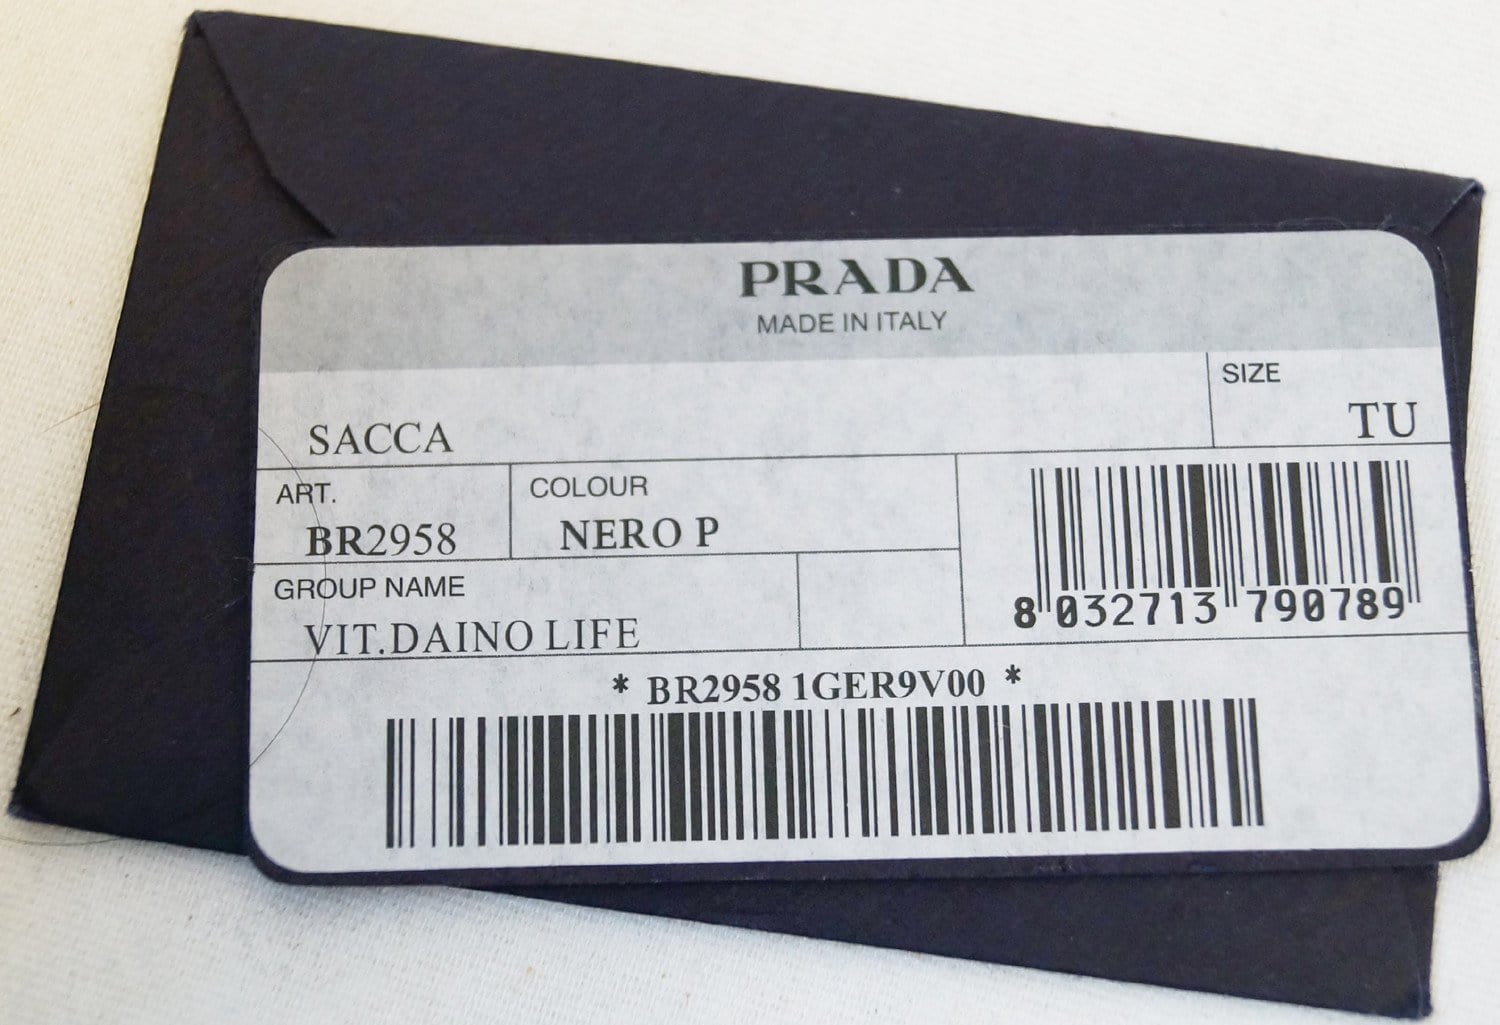 PRADA
MADE IN ITALY
SIZE
SACCA
TU
ART.
COLOUR
BR2958
NERO P
GROUP NAME
VIT.DAINO LIFE
8 032713 790789
* BR2958 1GER9V00 *